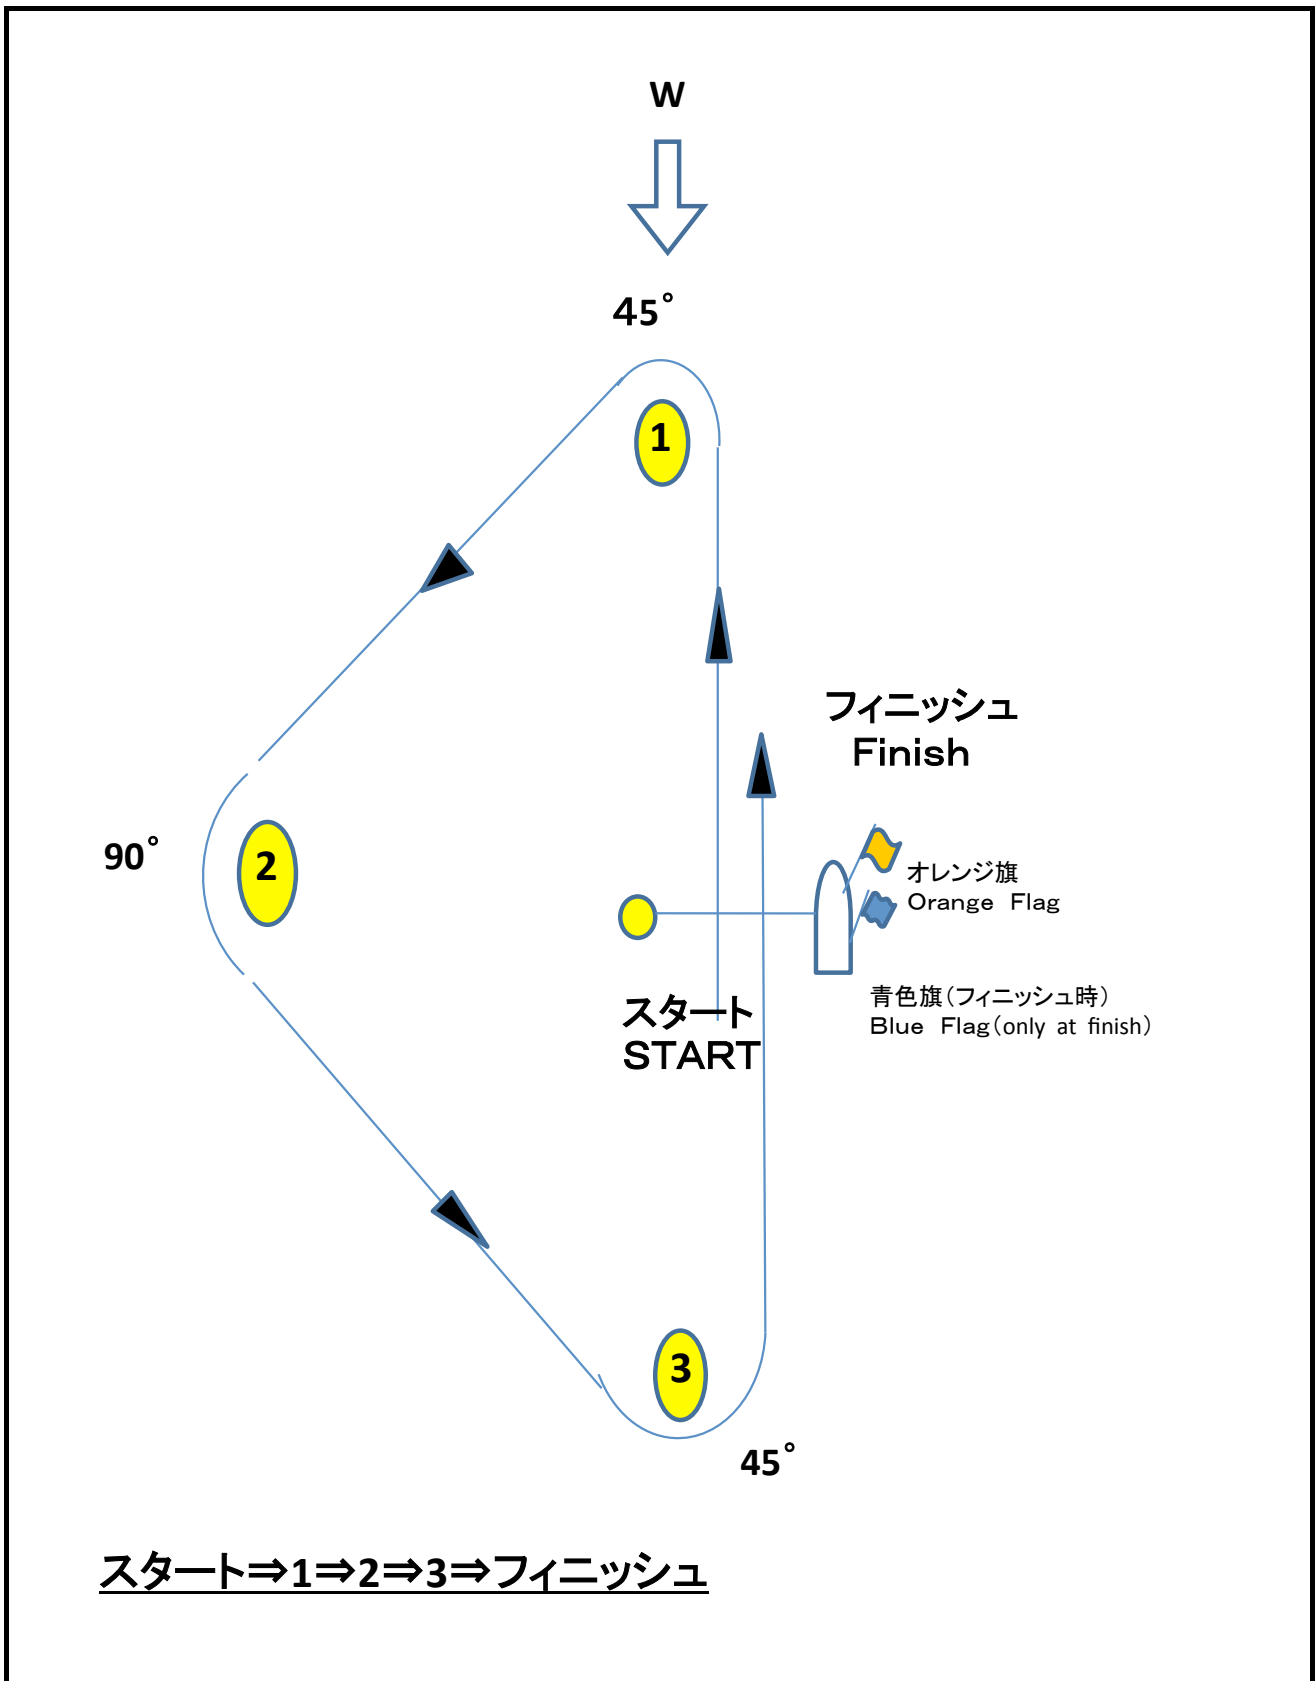 W
45°
1
フィニッシュ
Finish
90°
2
オレンジ旗
Orange Flag
スタート
START
青色旗(フィニッシュ時)
Blue Flag(only at finish)
3
45°
スタート⇒1⇒2⇒3⇒フィニッシュ